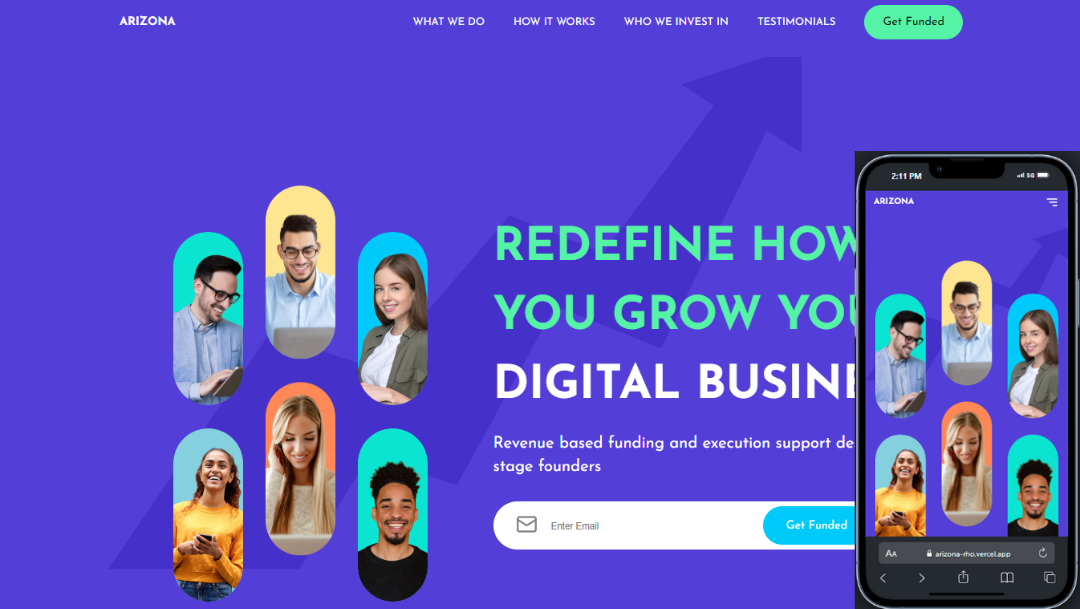 ARIZONA
WHAT WE DO
HOW IT WORKS
WHO WE INVEST IN
TESTIMONIALS
Get Funded
REDEFINE HOW
YOU GROW YOU
DIGITAL BUSINE
Revenue based funding and execution support de
stage founders
Enter Email
Get Funded
2:11 PM
5G
ARIZONA
AA
arizona-rho.vercel.app